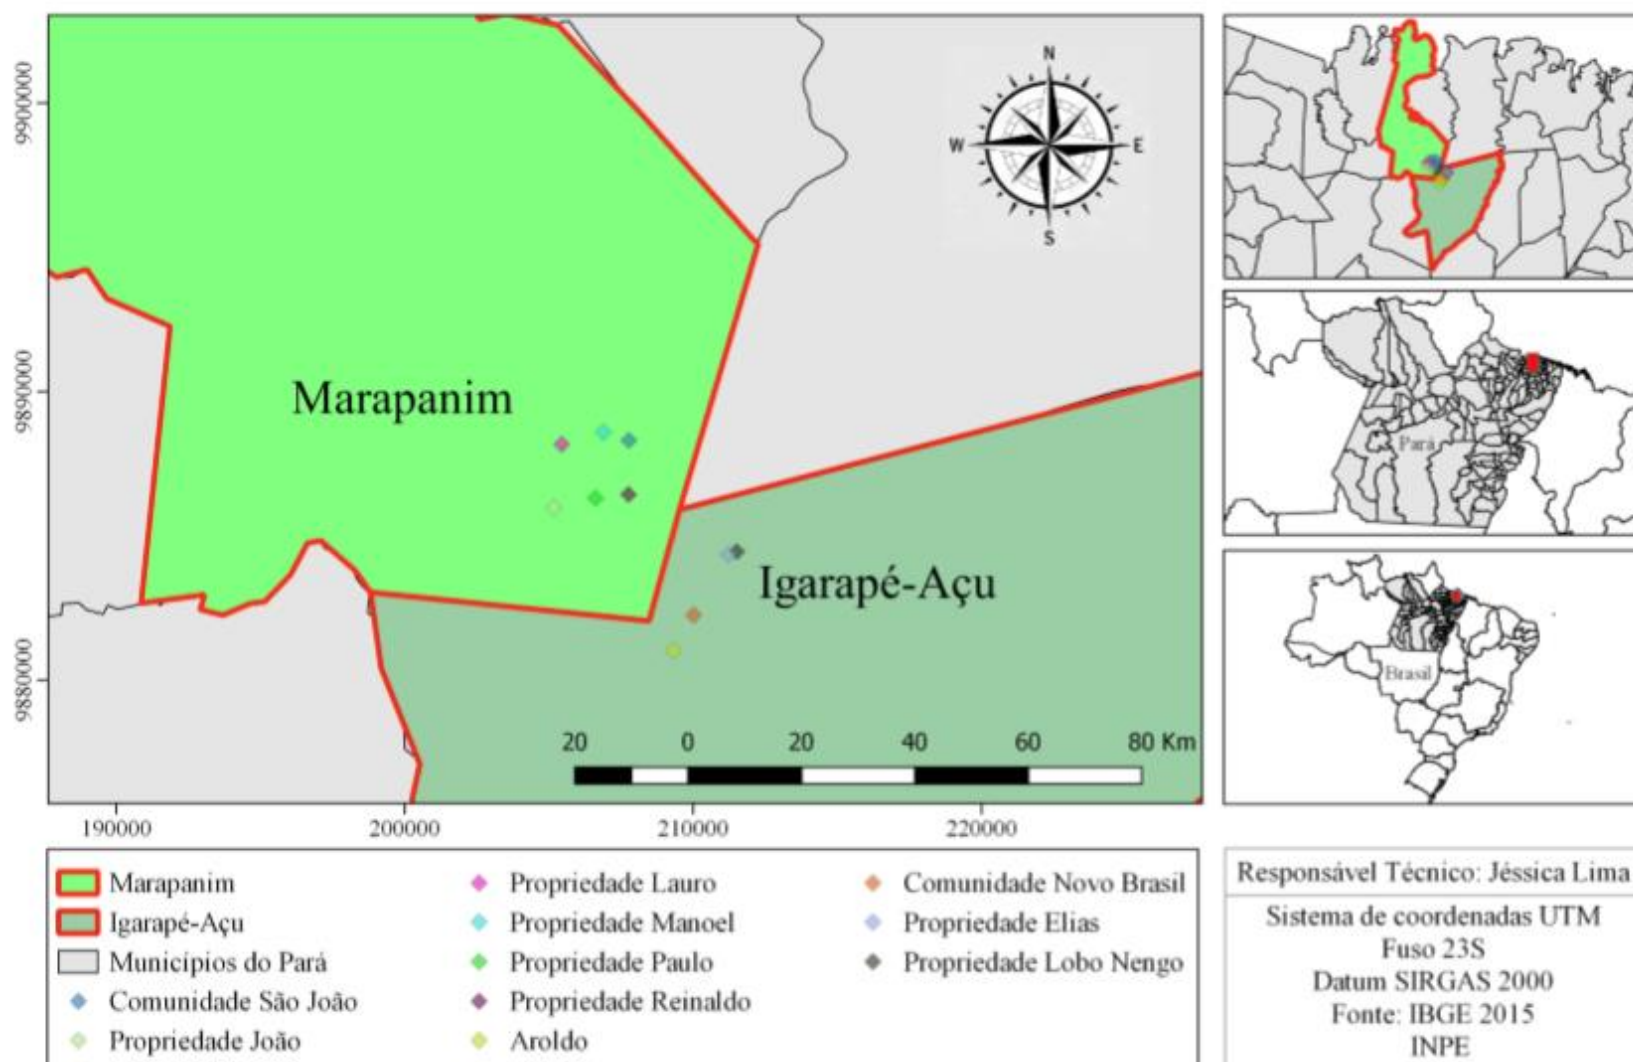 N
W
E
S
9900000
9890000
9880000
Marapanim
Igarapé-Açu
20 0 20 40 60 80 Km
190000 200000 210000 220000
Pará
Brasil
Marapanim
Igarapé-Açu
Municípios do Pará
Comunidade São João
Propriedade João
Propriedade Lauro
Propriedade Manoel
Propriedade Paulo
Propriedade Reinaldo
Aroldo
Comunidade Novo Brasil
Propriedade Elias
Propriedade Lobo Nengo
Responsável Técnico: Jéssica Lima
Sistema de coordenadas UTM
Fuso 23S
Datum SIRGAS 2000
Fonte: IBGE 2015
INPE